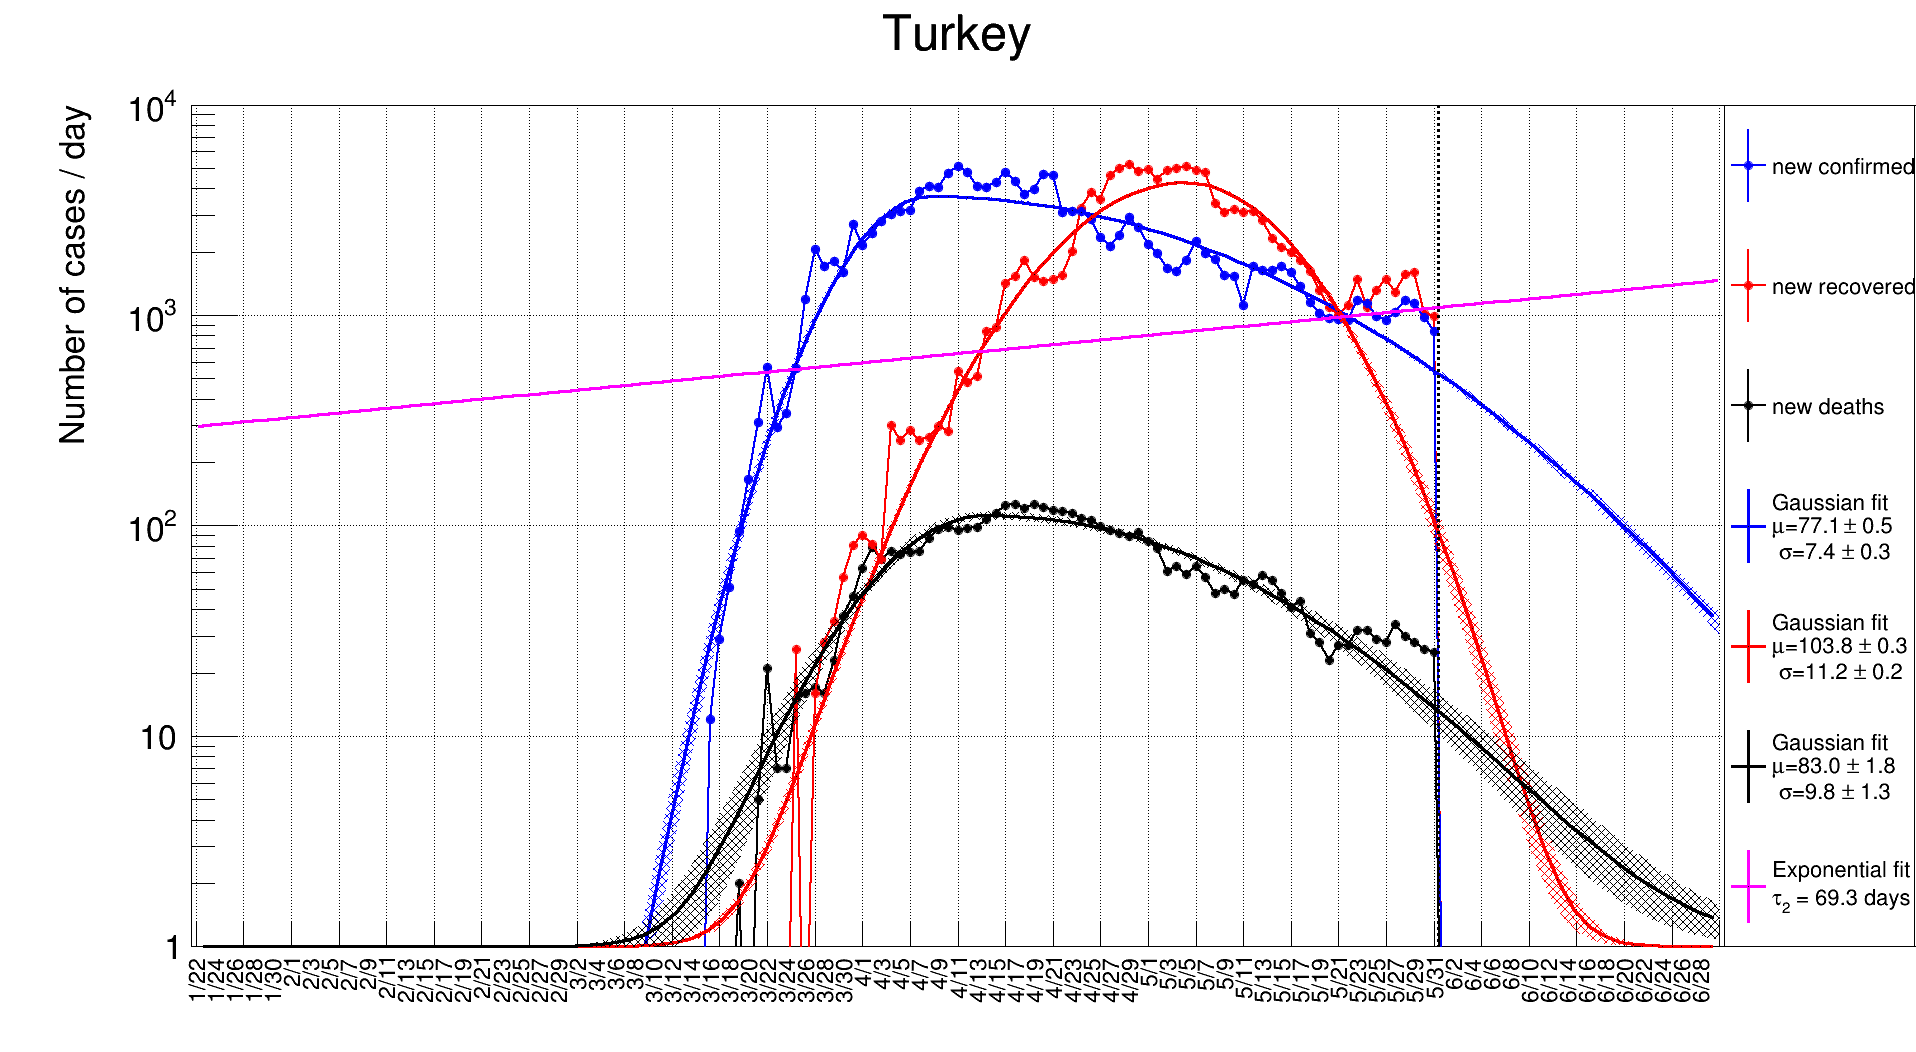 Turkey
Number of cases / day
10^4
10^3
10^2
10
1
1/22 1/24 1/26 1/28 1/30 2/1 2/3 2/5 2/7 2/9 2/11 2/13 2/15 2/17 2/19 2/21 2/23 2/25 2/27 2/29 3/2 3/4 3/6 3/8 3/10 3/12 3/14 3/16 3/18 3/20 3/22 3/24 3/26 3/28 3/30 4/1 4/3 4/5 4/7 4/9 4/11 4/13 4/15 4/17 4/19 4/21 4/23 4/25 4/27 4/29 5/1 5/3 5/5 5/7 5/9 5/11 5/13 5/15 5/17 5/19 5/21 5/23 5/25 5/27 5/29 5/31 6/2 6/4 6/6 6/8 6/10 6/12 6/14 6/16 6/18 6/20 6/22 6/24 6/26 6/28
new confirmed
new recovered
new deaths
Gaussian fit
μ=77.1 ± 0.5
σ=7.4 ± 0.3
Gaussian fit
μ=103.8 ± 0.3
σ=11.2 ± 0.2
Gaussian fit
μ=83.0 ± 1.8
σ=9.8 ± 1.3
Exponential fit
τ₂ = 69.3 days